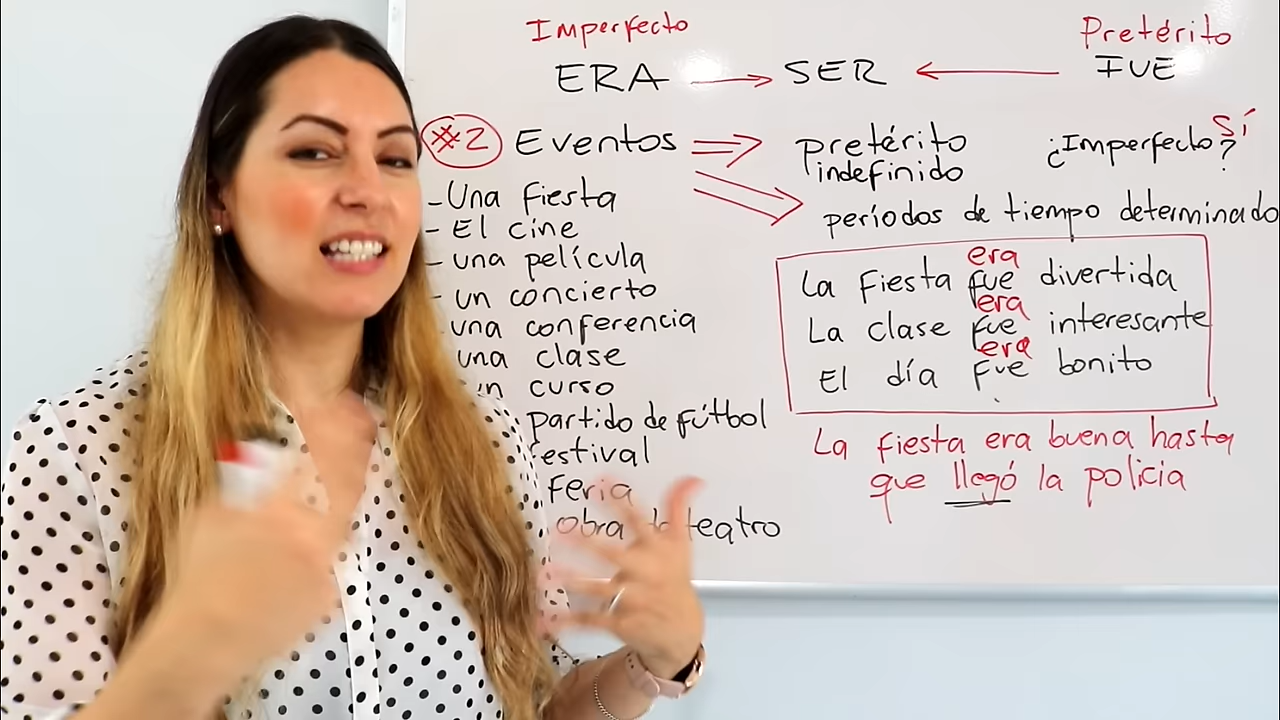 Imperfecto
Pretérito
ERA → SER ← FUE
#2 Eventos ⇒ pretérito indefinido
¿Imperfecto? Sí
períodos de tiempo determinado
- Una fiesta
- El cine
- una película
- un concierto
una conferencia
una clase
un curso
partido de fútbol
festival
Feria
obra de teatro
era
La fiesta fue divertida
era
La clase fue interesante
era
El día fue bonito
La fiesta era buena hasta
que llegó la policia